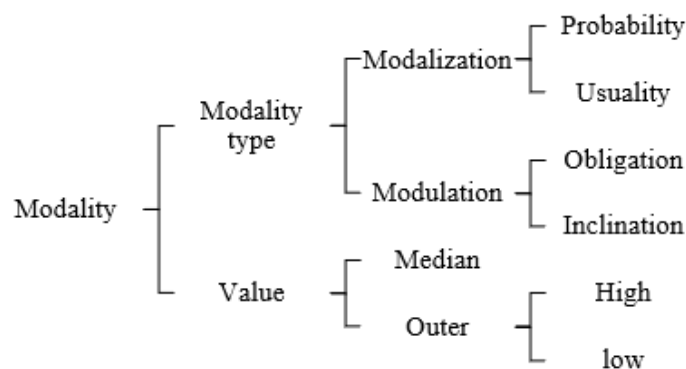 Probability
Modalization
Usuality
Modality
type
Obligation
Modulation
Inclination
Modality
Median
Value
High
Outer
low